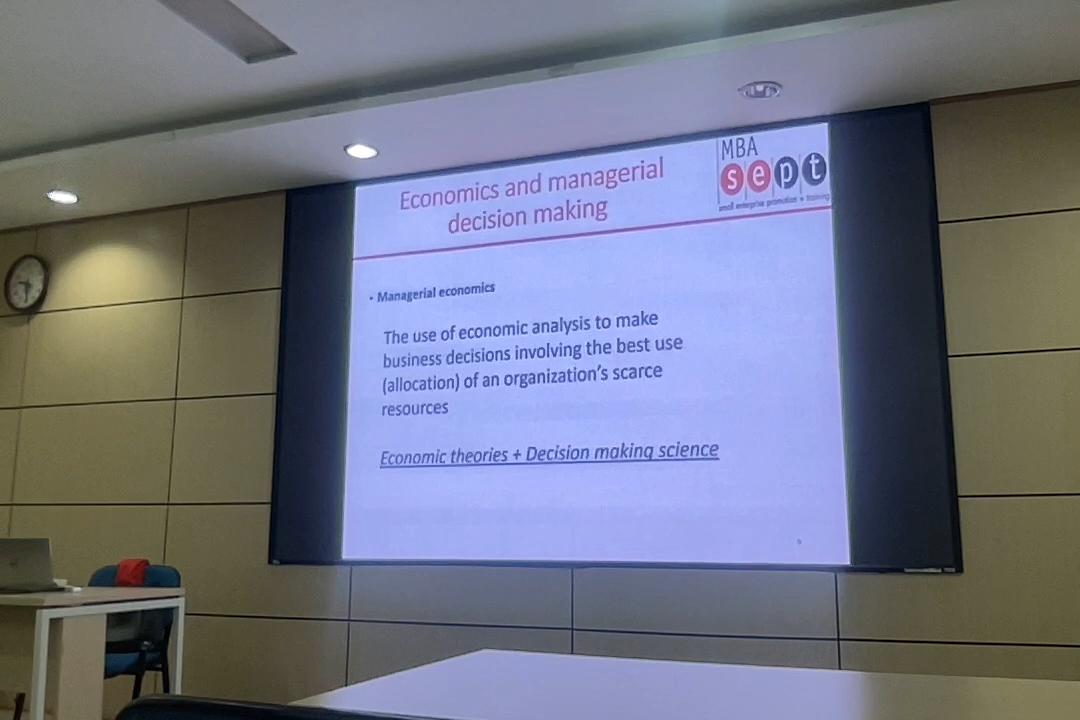 Economics and managerial
decision making
MBA
sept
small enterprise promotion + training
• Managerial economics
The use of economic analysis to make
business decisions involving the best use
(allocation) of an organization's scarce
resources
Economic theories + Decision making science